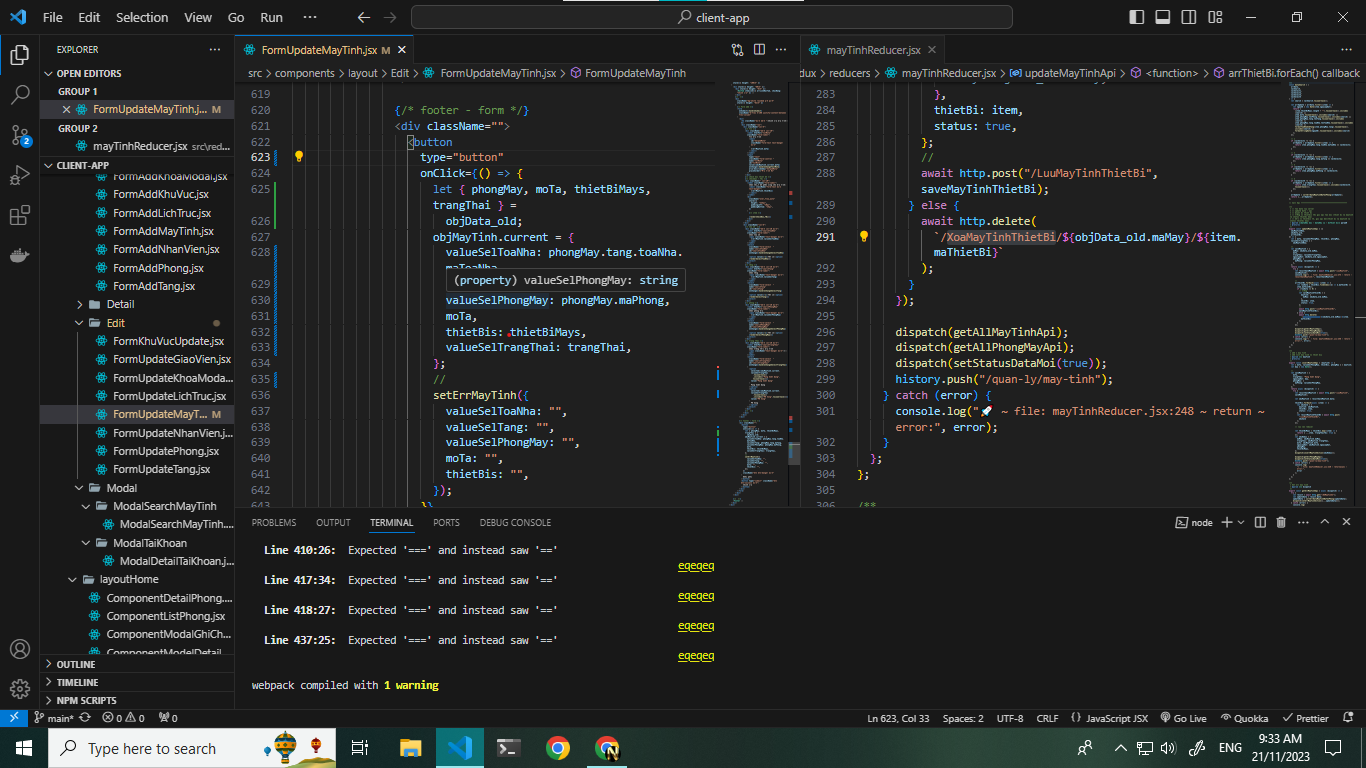 File Edit Selection View Go Run ··· client-app
EXPLORER ···
OPEN EDITORS
GROUP 1
FormUpdateMayTinh.j... M
GROUP 2
mayTinhReducer.jsx src\red...
CLIENT-APP
FormAddKhoaModal.jsx
FormAddKhuVuc.jsx
FormAddLichTruc.jsx
FormAddMayTinh.jsx
FormAddNhanVien.jsx
FormAddPhong.jsx
FormAddTang.jsx
Detail
Edit
FormKhuVucUpdate.jsx
FormUpdateGiaoVien.jsx
FormUpdateKhoaModa...
FormUpdateLichTruc.jsx
FormUpdateMayT... M
FormUpdateNhanVien.j...
FormUpdatePhong.jsx
FormUpdateTang.jsx
Modal
ModalSearchMayTinh
ModalSearchMayTinh....
ModalTaiKhoan
ModalDetailTaiKhoan.j...
layoutHome
ComponentDetailPhong....
ComponentListPhong.jsx
ComponentModalGhiCh...
ComponentModelDetail
OUTLINE
TIMELINE
NPM SCRIPTS
2
FormUpdateMayTinh.jsx M
src > components > layout > Edit > FormUpdateMayTinh.jsx > FormUpdateMayTinh
619
620 {/* footer - form */}
621 <div className="">
622 <button
623 type="button"
624 onClick={() => {
625 let { phongMay, moTa, thietBiMays,
trangThai } =
626 objData_old;
627 objMayTinh.current = {
628 valueSelToaNha: phongMay.tang.toaNha.
maToaNha
629
(property) valueSelPhongMay: string
630 valueSelPhongMay: phongMay.maPhong,
631 moTa,
632 thietBis: thietBiMays,
633 valueSelTrangThai: trangThai,
634 };
635 //
636 setErrMayTinh({
637 valueSelToaNha: "",
638 valueSelTang: "",
639 valueSelPhongMay: "",
640 moTa: "",
641 thietBis: "",
642 });
643 }}
mayTinhReducer.jsx
dux > reducers > mayTinhReducer.jsx > updateMayTinhApi > <function> > arrThietBi.forEach() callback
283 },
284 thietBi: item,
285 status: true,
286 };
287 //
288 await http.post("/LuuMayTinhThietBi",
saveMayTinhThietBi);
289 } else {
290 await http.delete(
291 `/XoaMayTinhThietBi/${objData_old.maMay}/${item.
maThietBi}`
292 );
293 }
294 });
295
296 dispatch(getAllMayTinhApi);
297 dispatch(getAllPhongMayApi);
298 dispatch(setStatusDataMoi(true));
299 history.push("/quan-ly/may-tinh");
300 } catch (error) {
301 console.log("🚀 ~ file: mayTinhReducer.jsx:248 ~ return ~
error:", error);
302 }
303 };
304 };
305
306 /**
PROBLEMS OUTPUT TERMINAL PORTS DEBUG CONSOLE node
Line 410:26: Expected '===' and instead saw '=='
eqeqeq
Line 417:34: Expected '===' and instead saw '=='
eqeqeq
Line 418:27: Expected '===' and instead saw '=='
eqeqeq
Line 437:25: Expected '===' and instead saw '=='
eqeqeq
webpack compiled with 1 warning
main* 0 0 0 Ln 623, Col 33 Spaces: 2 UTF-8 CRLF JavaScript JSX Go Live Quokka Prettier
Type here to search
ENG
9:33 AM
21/11/2023